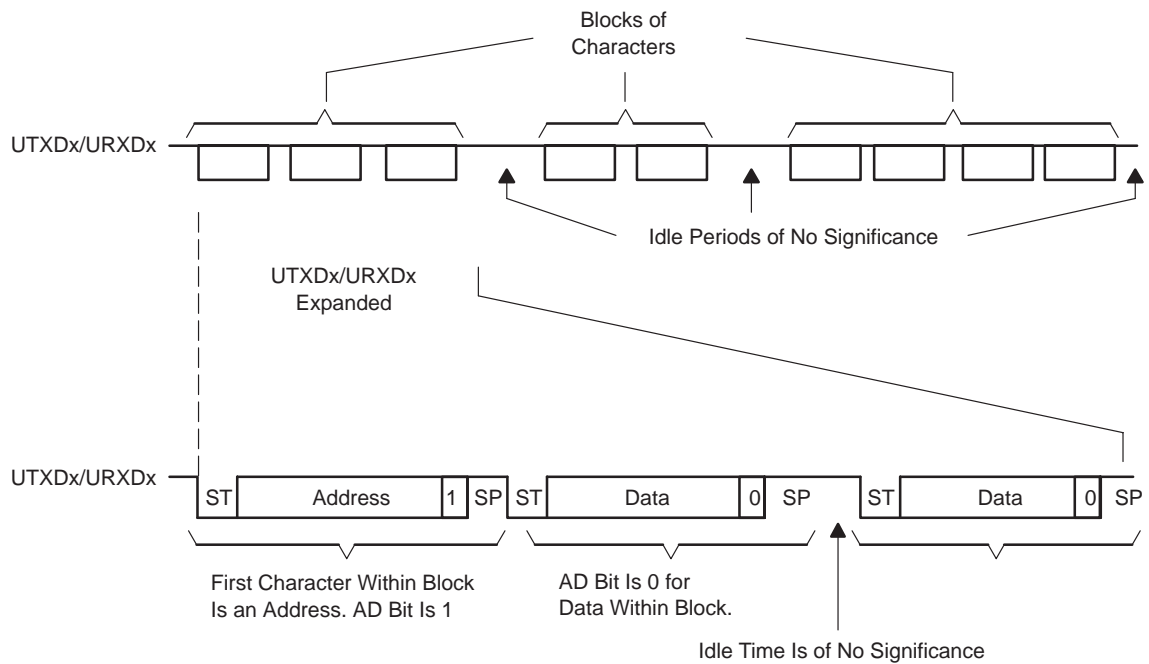 Blocks of
Characters
UTXDx/URXDx
Idle Periods of No Significance
UTXDx/URXDx
Expanded
UTXDx/URXDx
ST
Address
1
SP
ST
Data
0
SP
ST
Data
0
SP
First Character Within Block
Is an Address. AD Bit Is 1
AD Bit Is 0 for
Data Within Block.
Idle Time Is of No Significance